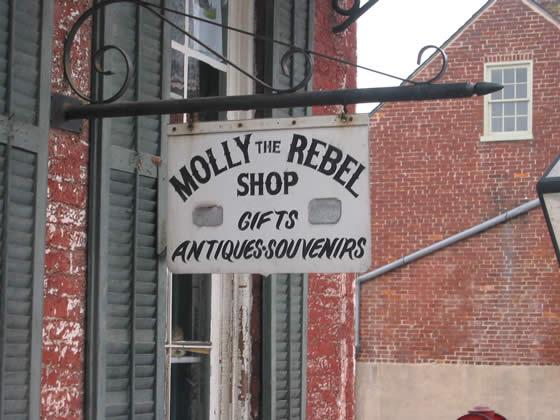 MOLLY THE REBEL
SHOP
GIFTS
ANTIQUES·SOUVENIRS